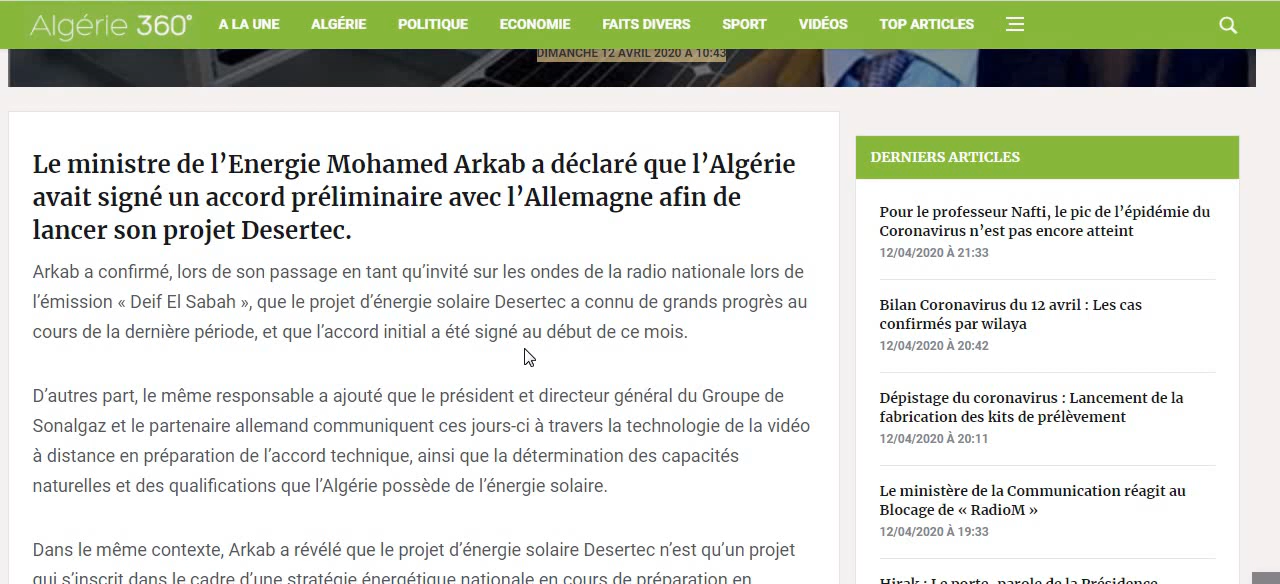 Algérie 360° A LA UNE ALGÉRIE POLITIQUE ECONOMIE FAITS DIVERS SPORT VIDÉOS TOP ARTICLES
DIMANCHE 12 AVRIL 2020 À 10:43
Le ministre de l’Energie Mohamed Arkab a déclaré que l’Algérie
avait signé un accord préliminaire avec l’Allemagne afin de
lancer son projet Desertec.
Arkab a confirmé, lors de son passage en tant qu’invité sur les ondes de la radio nationale lors de
l’émission « Deif El Sabah », que le projet d’énergie solaire Desertec a connu de grands progrès au
cours de la dernière période, et que l’accord initial a été signé au début de ce mois.
D’autres part, le même responsable a ajouté que le président et directeur général du Groupe de
Sonalgaz et le partenaire allemand communiquent ces jours-ci à travers la technologie de la vidéo
à distance en préparation de l’accord technique, ainsi que la détermination des capacités
naturelles et des qualifications que l’Algérie possède de l’énergie solaire.
Dans le même contexte, Arkab a révélé que le projet d’énergie solaire Desertec n’est qu’un projet
qui s’inscrit dans le cadre d’une stratégie énergétique nationale en cours de préparation en
DERNIERS ARTICLES
Pour le professeur Nafti, le pic de l’épidémie du
Coronavirus n’est pas encore atteint
12/04/2020 À 21:33
Bilan Coronavirus du 12 avril : Les cas
confirmés par wilaya
12/04/2020 À 20:42
Dépistage du coronavirus : Lancement de la
fabrication des kits de prélèvement
12/04/2020 À 20:11
Le ministère de la Communication réagit au
Blocage de « RadioM »
12/04/2020 À 19:33
Hirak : Le porte-parole de la Présidence